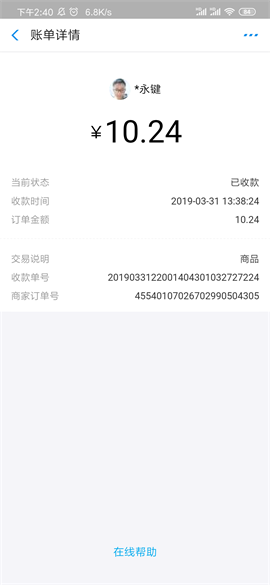 下午2:40 6.8K/s 64
账单详情
*永键
¥10.24
当前状态 已收款
收款时间 2019-03-31 13:38:24
订单金额 10.24
交易说明 商品
收款单号 20190331220014043010327​27224
商家订单号 45540107026702990504305
在线帮助